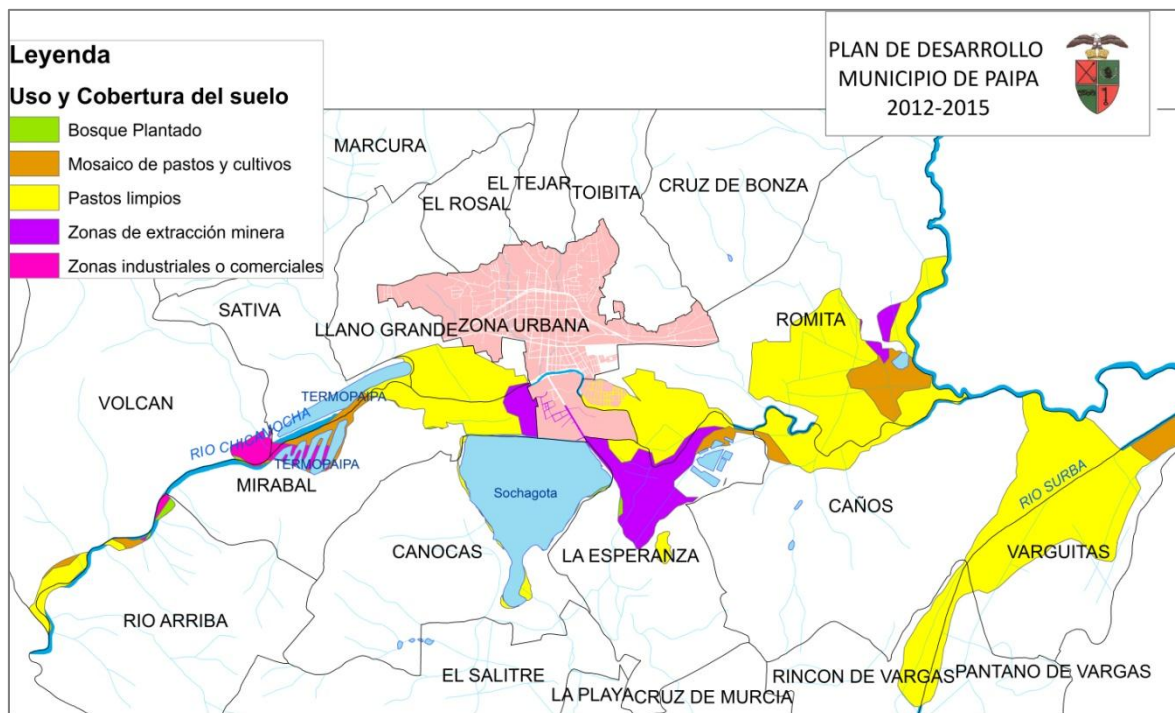 Leyenda
Uso y Cobertura del suelo
Bosque Plantado
Mosaico de pastos y cultivos
Pastos limpios
Zonas de extracción minera
Zonas industriales o comerciales
PLAN DE DESARROLLO
MUNICIPIO DE PAIPA
2012-2015
MARCURA
EL TEJAR
TOIBITA
CRUZ DE BONZA
EL ROSAL
SATIVA
LLANO GRANDE
ZONA URBANA
ROMITA
VOLCAN
TERMOPAIPA
RIO CHICAMOCHA
TERMOPAIPA
MIRABAL
Sochagota
CAÑOS
RIO SURBA
CANOCAS
LA ESPERANZA
VARGUITAS
RIO ARRIBA
EL SALITRE
RINCON DE VARGAS
PANTANO DE VARGAS
LA PLAYA
CRUZ DE MURCIA